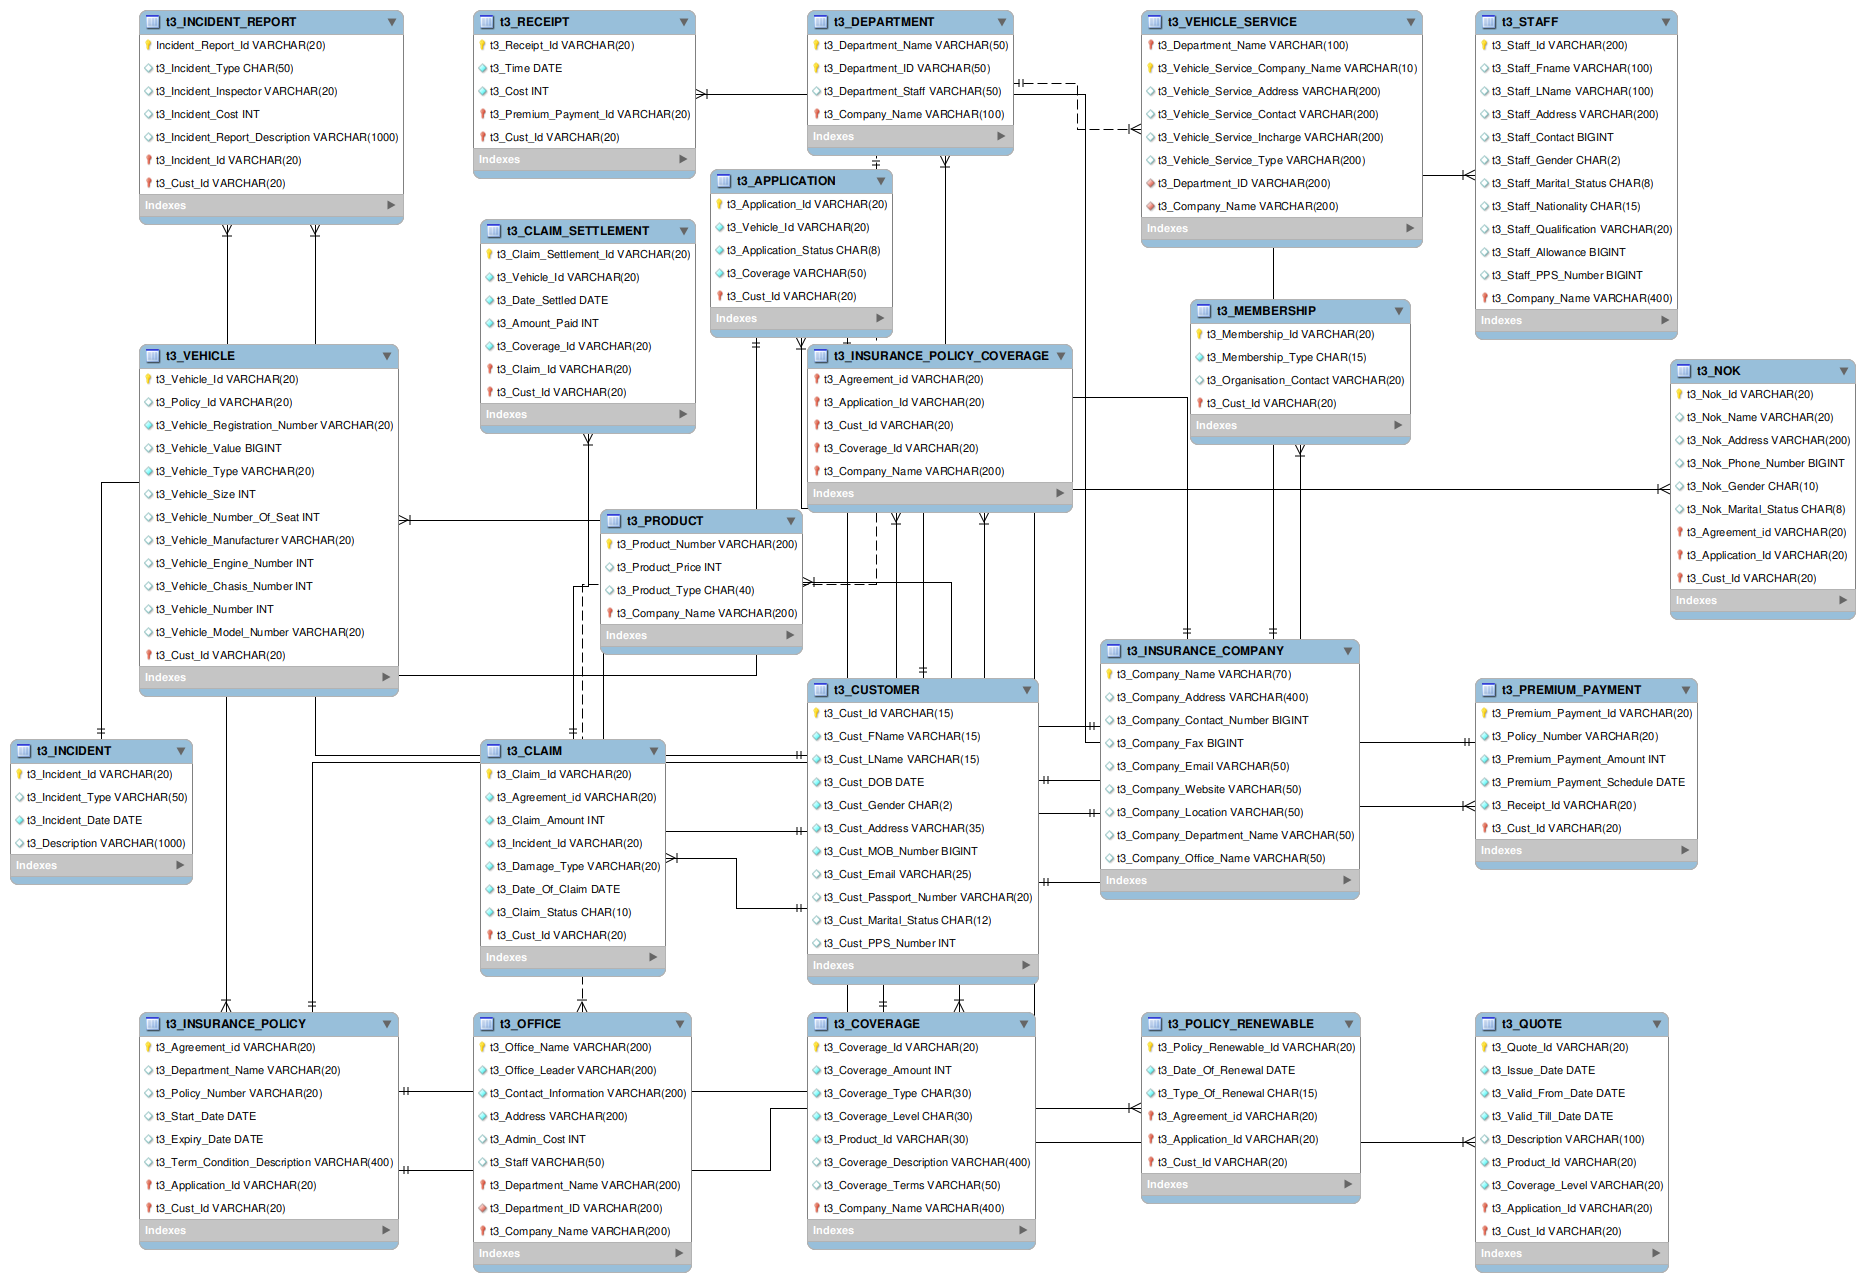 t3_INCIDENT_REPORT
Incident_Report_Id VARCHAR(20)
t3_Incident_Type CHAR(50)
t3_Incident_Inspector VARCHAR(20)
t3_Incident_Cost INT
t3_Incident_Report_Description VARCHAR(1000)
t3_Incident_Id VARCHAR(20)
t3_Cust_Id VARCHAR(20)
Indexes
t3_RECEIPT
t3_Receipt_Id VARCHAR(20)
t3_Time DATE
t3_Cost INT
t3_Premium_Payment_Id VARCHAR(20)
t3_Cust_Id VARCHAR(20)
Indexes
t3_DEPARTMENT
t3_Department_Name VARCHAR(50)
t3_Department_ID VARCHAR(50)
t3_Department_Staff VARCHAR(50)
t3_Company_Name VARCHAR(100)
Indexes
t3_VEHICLE_SERVICE
t3_Department_Name VARCHAR(100)
t3_Vehicle_Service_Company_Name VARCHAR(10)
t3_Vehicle_Service_Address VARCHAR(200)
t3_Vehicle_Service_Contact VARCHAR(200)
t3_Vehicle_Service_Incharge VARCHAR(200)
t3_Vehicle_Service_Type VARCHAR(200)
t3_Department_ID VARCHAR(200)
t3_Company_Name VARCHAR(200)
Indexes
t3_STAFF
t3_Staff_Id VARCHAR(200)
t3_Staff_Fname VARCHAR(100)
t3_Staff_LName VARCHAR(100)
t3_Staff_Address VARCHAR(200)
t3_Staff_Contact BIGINT
t3_Staff_Gender CHAR(2)
t3_Staff_Marital_Status CHAR(8)
t3_Staff_Nationality CHAR(15)
t3_Staff_Qualification VARCHAR(20)
t3_Staff_Allowance BIGINT
t3_Staff_PPS_Number BIGINT
t3_Company_Name VARCHAR(400)
Indexes
t3_APPLICATION
t3_Application_Id VARCHAR(20)
t3_Vehicle_Id VARCHAR(20)
t3_Application_Status CHAR(8)
t3_Coverage VARCHAR(50)
t3_Cust_Id VARCHAR(20)
Indexes
t3_CLAIM_SETTLEMENT
t3_Claim_Settlement_Id VARCHAR(20)
t3_Vehicle_Id VARCHAR(20)
t3_Date_Settled DATE
t3_Amount_Paid INT
t3_Coverage_Id VARCHAR(20)
t3_Claim_Id VARCHAR(20)
t3_Cust_Id VARCHAR(20)
Indexes
t3_MEMBERSHIP
t3_Membership_Id VARCHAR(20)
t3_Membership_Type CHAR(15)
t3_Organisation_Contact VARCHAR(20)
t3_Cust_Id VARCHAR(20)
Indexes
t3_VEHICLE
t3_Vehicle_Id VARCHAR(20)
t3_Policy_Id VARCHAR(20)
t3_Vehicle_Registration_Number VARCHAR(20)
t3_Vehicle_Value BIGINT
t3_Vehicle_Type VARCHAR(20)
t3_Vehicle_Size INT
t3_Vehicle_Number_Of_Seat INT
t3_Vehicle_Manufacturer VARCHAR(20)
t3_Vehicle_Engine_Number INT
t3_Vehicle_Chasis_Number INT
t3_Vehicle_Number INT
t3_Vehicle_Model_Number VARCHAR(20)
t3_Cust_Id VARCHAR(20)
Indexes
t3_INSURANCE_POLICY_COVERAGE
t3_Agreement_id VARCHAR(20)
t3_Application_Id VARCHAR(20)
t3_Cust_Id VARCHAR(20)
t3_Coverage_Id VARCHAR(20)
t3_Company_Name VARCHAR(200)
Indexes
t3_NOK
t3_Nok_Id VARCHAR(20)
t3_Nok_Name VARCHAR(20)
t3_Nok_Address VARCHAR(200)
t3_Nok_Phone_Number BIGINT
t3_Nok_Gender CHAR(10)
t3_Nok_Marital_Status CHAR(8)
t3_Agreement_id VARCHAR(20)
t3_Application_Id VARCHAR(20)
t3_Cust_Id VARCHAR(20)
Indexes
t3_PRODUCT
t3_Product_Number VARCHAR(200)
t3_Product_Price INT
t3_Product_Type CHAR(40)
t3_Company_Name VARCHAR(200)
Indexes
t3_INSURANCE_COMPANY
t3_Company_Name VARCHAR(70)
t3_Company_Address VARCHAR(400)
t3_Company_Contact_Number BIGINT
t3_Company_Fax BIGINT
t3_Company_Email VARCHAR(50)
t3_Company_Website VARCHAR(50)
t3_Company_Location VARCHAR(50)
t3_Company_Department_Name VARCHAR(50)
t3_Company_Office_Name VARCHAR(50)
Indexes
t3_CUSTOMER
t3_Cust_Id VARCHAR(15)
t3_Cust_FName VARCHAR(15)
t3_Cust_LName VARCHAR(15)
t3_Cust_DOB DATE
t3_Cust_Gender CHAR(2)
t3_Cust_Address VARCHAR(35)
t3_Cust_MOB_Number BIGINT
t3_Cust_Email VARCHAR(25)
t3_Cust_Passport_Number VARCHAR(20)
t3_Cust_Marital_Status CHAR(12)
t3_Cust_PPS_Number INT
Indexes
t3_PREMIUM_PAYMENT
t3_Premium_Payment_Id VARCHAR(20)
t3_Policy_Number VARCHAR(20)
t3_Premium_Payment_Amount INT
t3_Premium_Payment_Schedule DATE
t3_Receipt_Id VARCHAR(20)
t3_Cust_Id VARCHAR(20)
Indexes
t3_INCIDENT
t3_Incident_Id VARCHAR(20)
t3_Incident_Type VARCHAR(50)
t3_Incident_Date DATE
t3_Description VARCHAR(1000)
Indexes
t3_CLAIM
t3_Claim_Id VARCHAR(20)
t3_Agreement_id VARCHAR(20)
t3_Claim_Amount INT
t3_Incident_Id VARCHAR(20)
t3_Damage_Type VARCHAR(20)
t3_Date_Of_Claim DATE
t3_Claim_Status CHAR(10)
t3_Cust_Id VARCHAR(20)
Indexes
t3_INSURANCE_POLICY
t3_Agreement_id VARCHAR(20)
t3_Department_Name VARCHAR(20)
t3_Policy_Number VARCHAR(20)
t3_Start_Date DATE
t3_Expiry_Date DATE
t3_Term_Condition_Description VARCHAR(400)
t3_Application_Id VARCHAR(20)
t3_Cust_Id VARCHAR(20)
Indexes
t3_OFFICE
t3_Office_Name VARCHAR(200)
t3_Office_Leader VARCHAR(200)
t3_Contact_Information VARCHAR(200)
t3_Address VARCHAR(200)
t3_Admin_Cost INT
t3_Staff VARCHAR(50)
t3_Department_Name VARCHAR(200)
t3_Department_ID VARCHAR(200)
t3_Company_Name VARCHAR(200)
Indexes
t3_COVERAGE
t3_Coverage_Id VARCHAR(20)
t3_Coverage_Amount INT
t3_Coverage_Type CHAR(30)
t3_Coverage_Level CHAR(30)
t3_Product_Id VARCHAR(30)
t3_Coverage_Description VARCHAR(400)
t3_Coverage_Terms VARCHAR(50)
t3_Company_Name VARCHAR(400)
Indexes
t3_POLICY_RENEWABLE
t3_Policy_Renewable_Id VARCHAR(20)
t3_Date_Of_Renewal DATE
t3_Type_Of_Renewal CHAR(15)
t3_Agreement_id VARCHAR(20)
t3_Application_Id VARCHAR(20)
t3_Cust_Id VARCHAR(20)
Indexes
t3_QUOTE
t3_Quote_Id VARCHAR(20)
t3_Issue_Date DATE
t3_Valid_From_Date DATE
t3_Valid_Till_Date DATE
t3_Description VARCHAR(100)
t3_Product_Id VARCHAR(20)
t3_Coverage_Level VARCHAR(20)
t3_Application_Id VARCHAR(20)
t3_Cust_Id VARCHAR(20)
Indexes